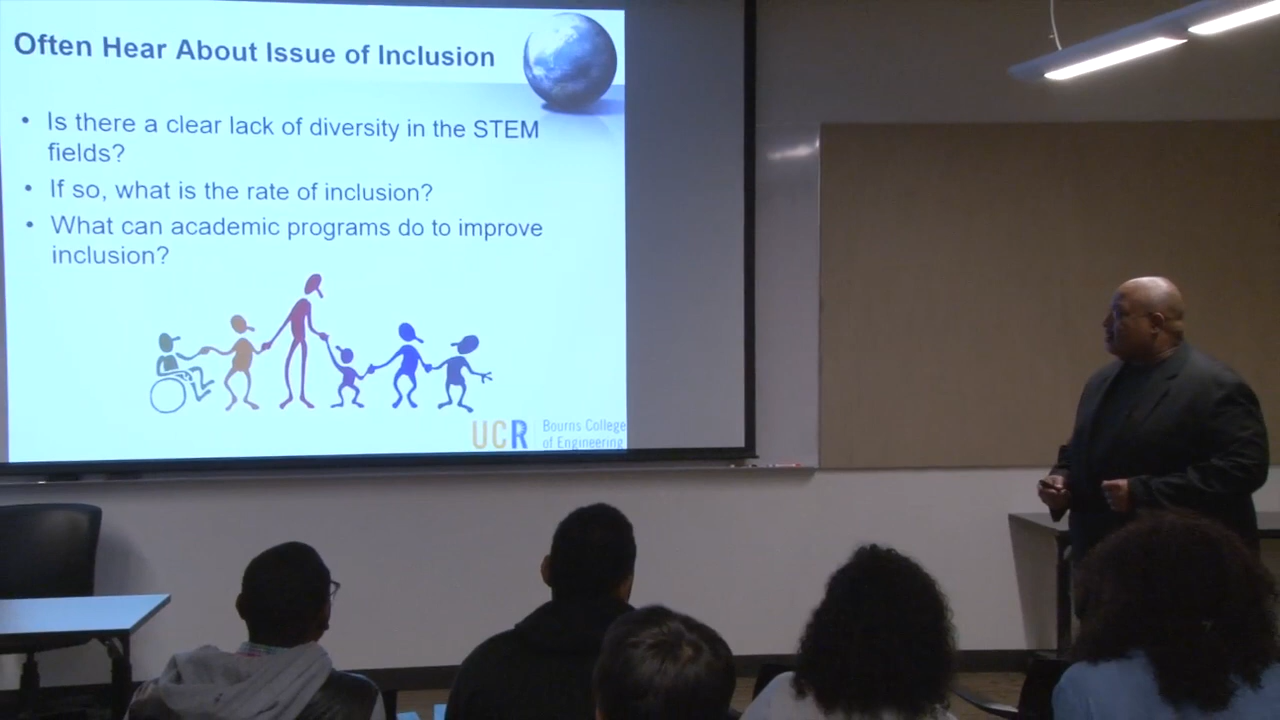 Often Hear About Issue of Inclusion
• Is there a clear lack of diversity in the STEM
fields?
• If so, what is the rate of inclusion?
• What can academic programs do to improve
inclusion?
UCR Bourns College
of Engineering